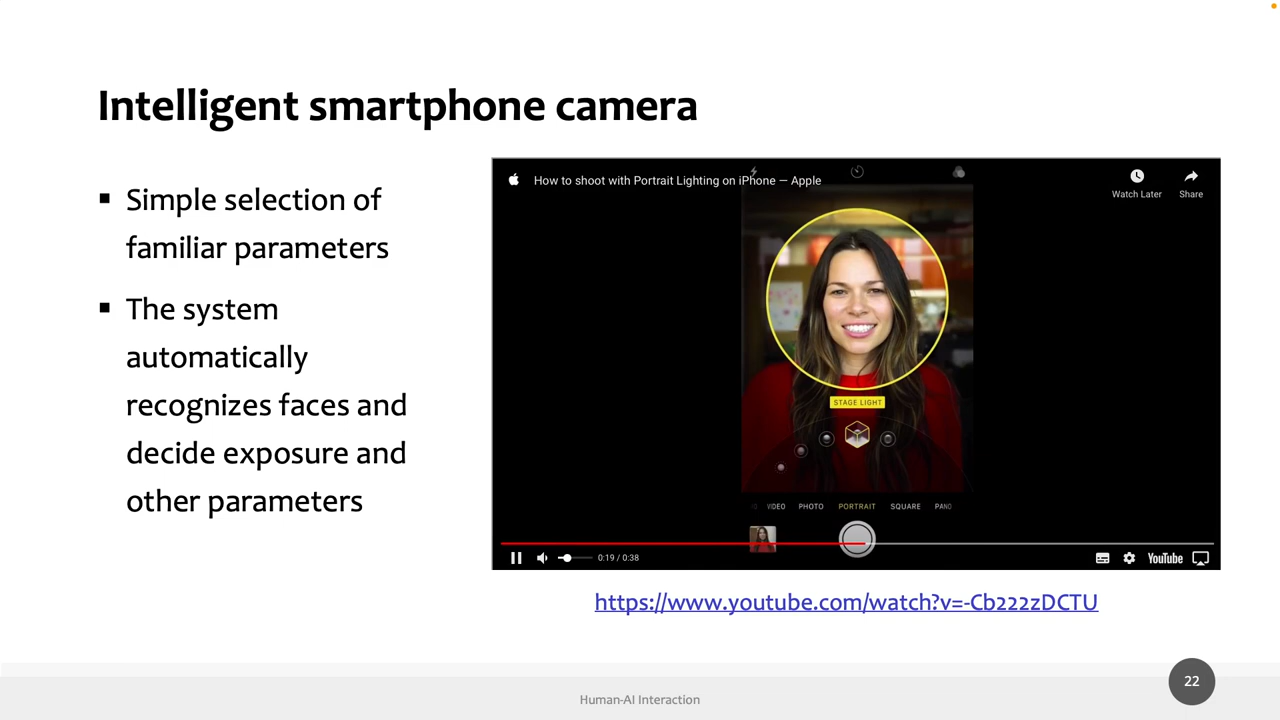 Intelligent smartphone camera
▪ Simple selection of
familiar parameters
▪ The system
automatically
recognizes faces and
decide exposure and
other parameters
How to shoot with Portrait Lighting on iPhone — Apple
Watch Later
Share
STAGE LIGHT
VIDEO PHOTO PORTRAIT SQUARE PANO
0:19 / 0:38
YouTube
https://www.youtube.com/watch?v=-Cb222zDCTU
22
Human-AI Interaction